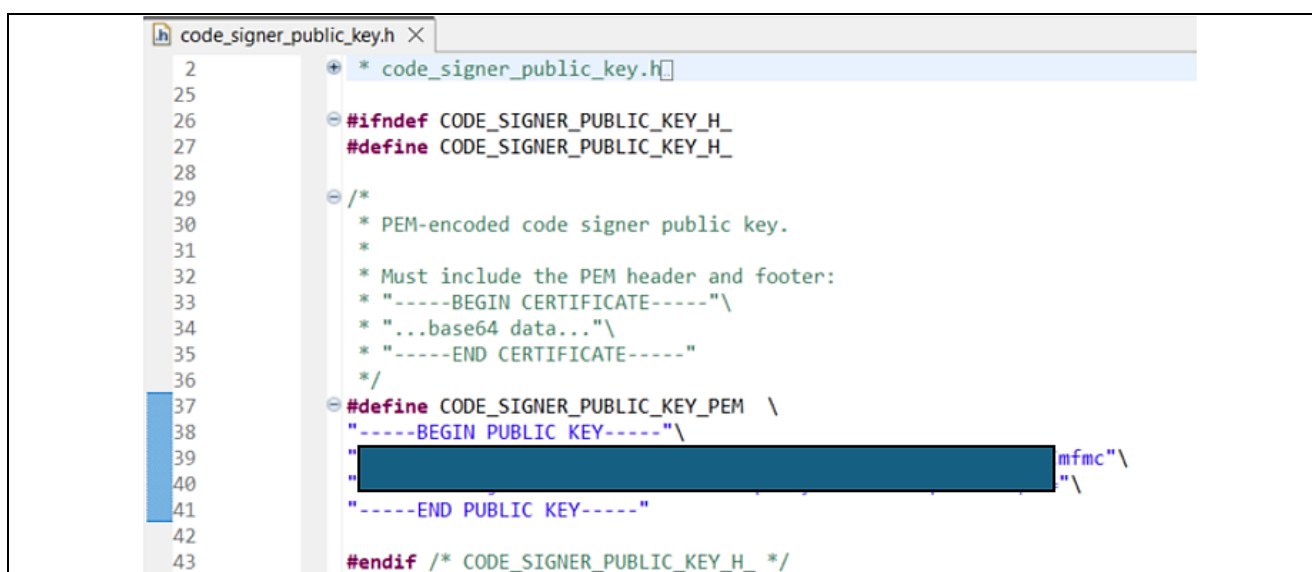 code_signer_public_key.h
2 * code_signer_public_key.h
25
26 #ifndef CODE_SIGNER_PUBLIC_KEY_H_
27 #define CODE_SIGNER_PUBLIC_KEY_H_
28
29 /*
30 * PEM-encoded code signer public key.
31 *
32 * Must include the PEM header and footer:
33 * "-----BEGIN CERTIFICATE-----"\
34 * "...base64 data..."\
35 * "-----END CERTIFICATE-----"
36 */
37 #define CODE_SIGNER_PUBLIC_KEY_PEM \
38 "-----BEGIN PUBLIC KEY-----"\
39 " mfmc"\
40 " "\
41 "-----END PUBLIC KEY-----"
42
43 #endif /* CODE_SIGNER_PUBLIC_KEY_H_ */